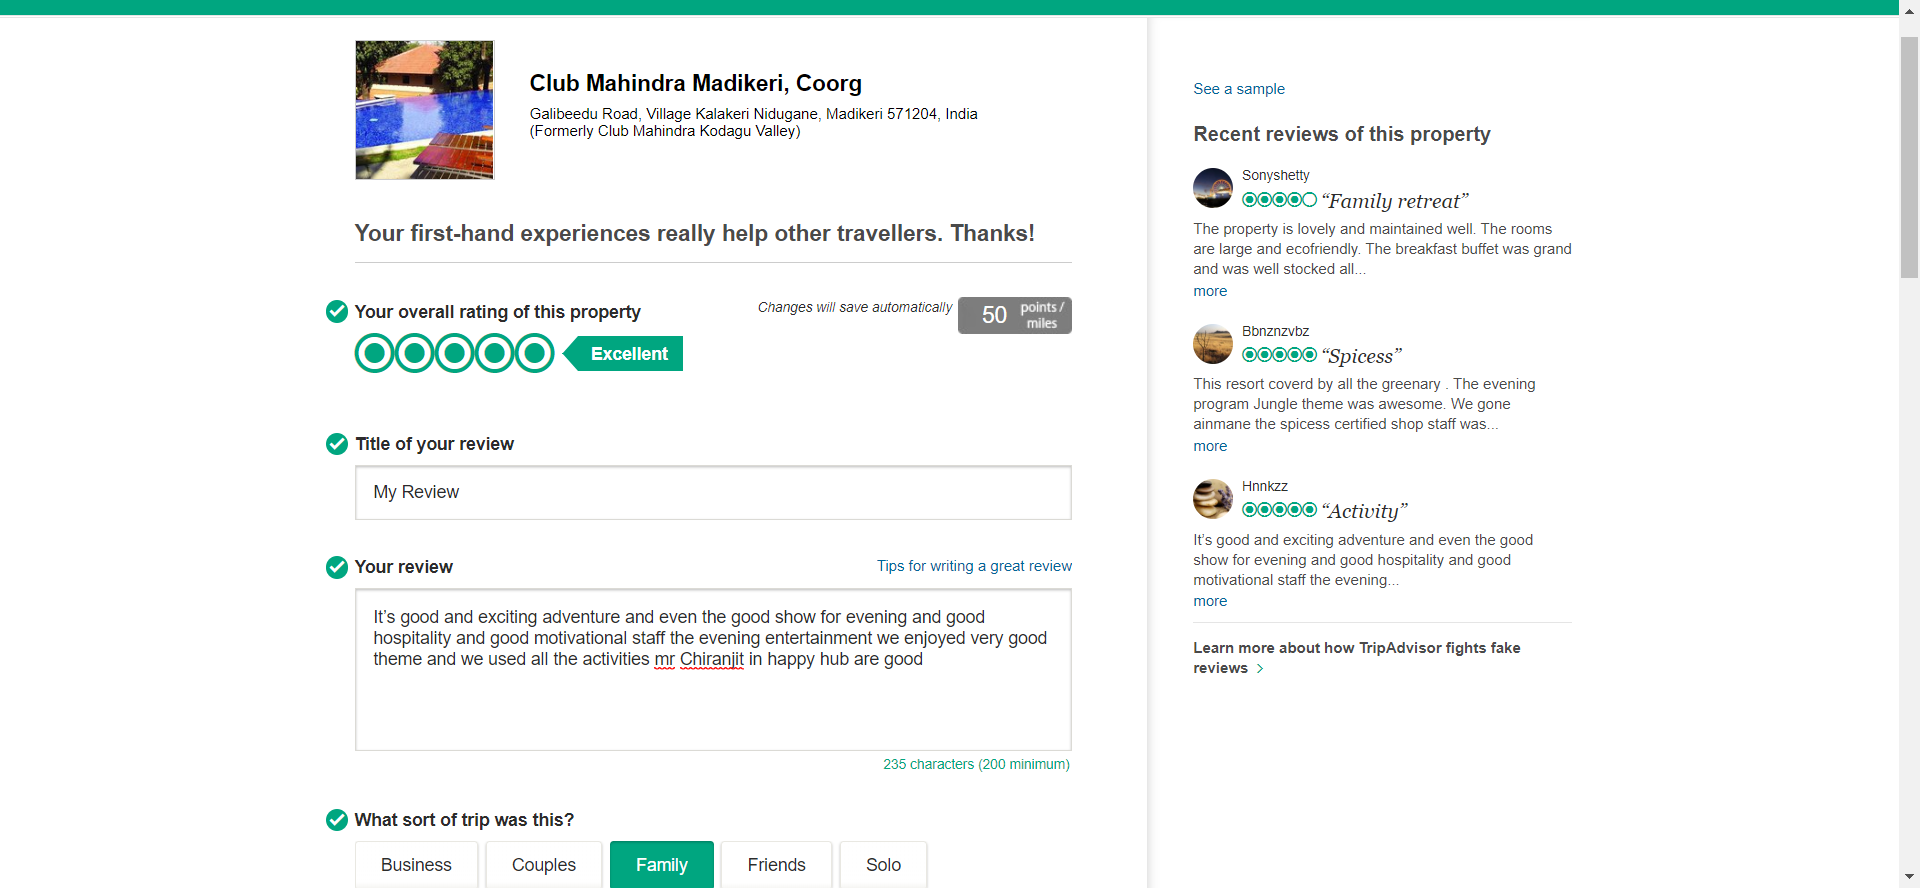 Club Mahindra Madikeri, Coorg
Galibeedu Road, Village Kalakeri Nidugane, Madikeri 571204, India
(Formerly Club Mahindra Kodagu Valley)
Your first-hand experiences really help other travellers. Thanks!
Your overall rating of this property
Changes will save automatically
50 points / miles
Excellent
Title of your review
My Review
Your review
Tips for writing a great review
It’s good and exciting adventure and even the good show for evening and good
hospitality and good motivational staff the evening entertainment we enjoyed very good
theme and we used all the activities mr Chiranjit in happy hub are good
235 characters (200 minimum)
What sort of trip was this?
Business Couples Family Friends Solo
See a sample
Recent reviews of this property
Sonyshetty
“Family retreat”
The property is lovely and maintained well. The rooms
are large and ecofriendly. The breakfast buffet was grand
and was well stocked all...
more
Bbnznzvbz
“Spicess”
This resort coverd by all the greenary . The evening
program Jungle theme was awesome. We gone
ainmane the spicess certified shop staff was...
more
Hnnkzz
“Activity”
It’s good and exciting adventure and even the good
show for evening and good hospitality and good
motivational staff the evening...
more
Learn more about how TripAdvisor fights fake
reviews >